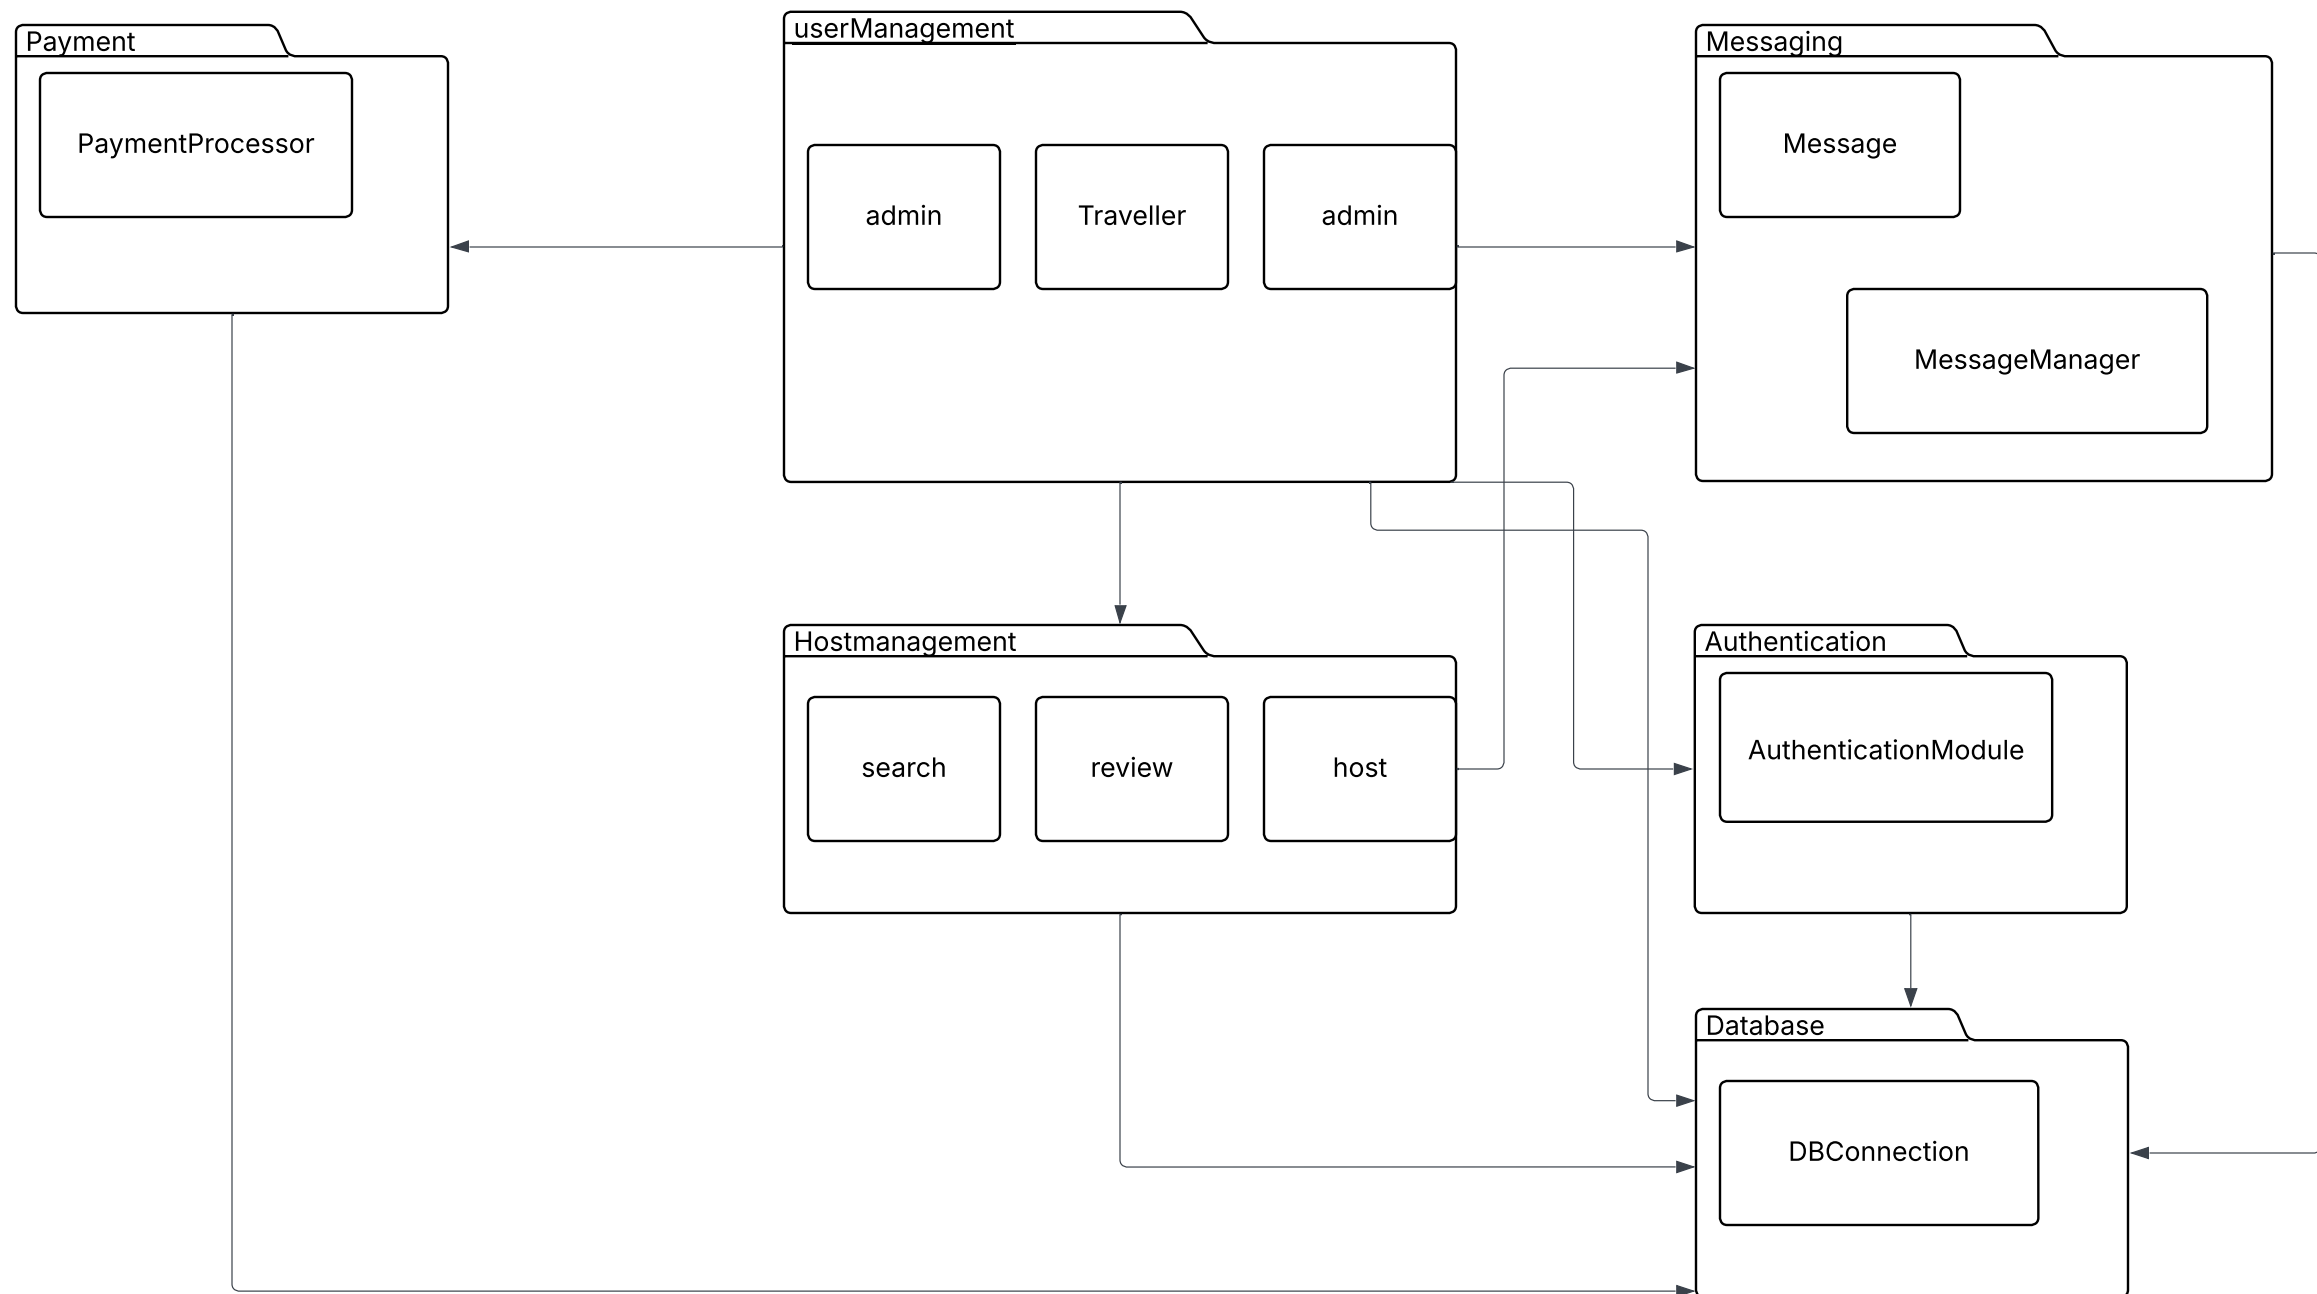 Payment
PaymentProcessor
userManagement
admin
Traveller
admin
Messaging
Message
MessageManager
Hostmanagement
search
review
host
Authentication
AuthenticationModule
Database
DBConnection